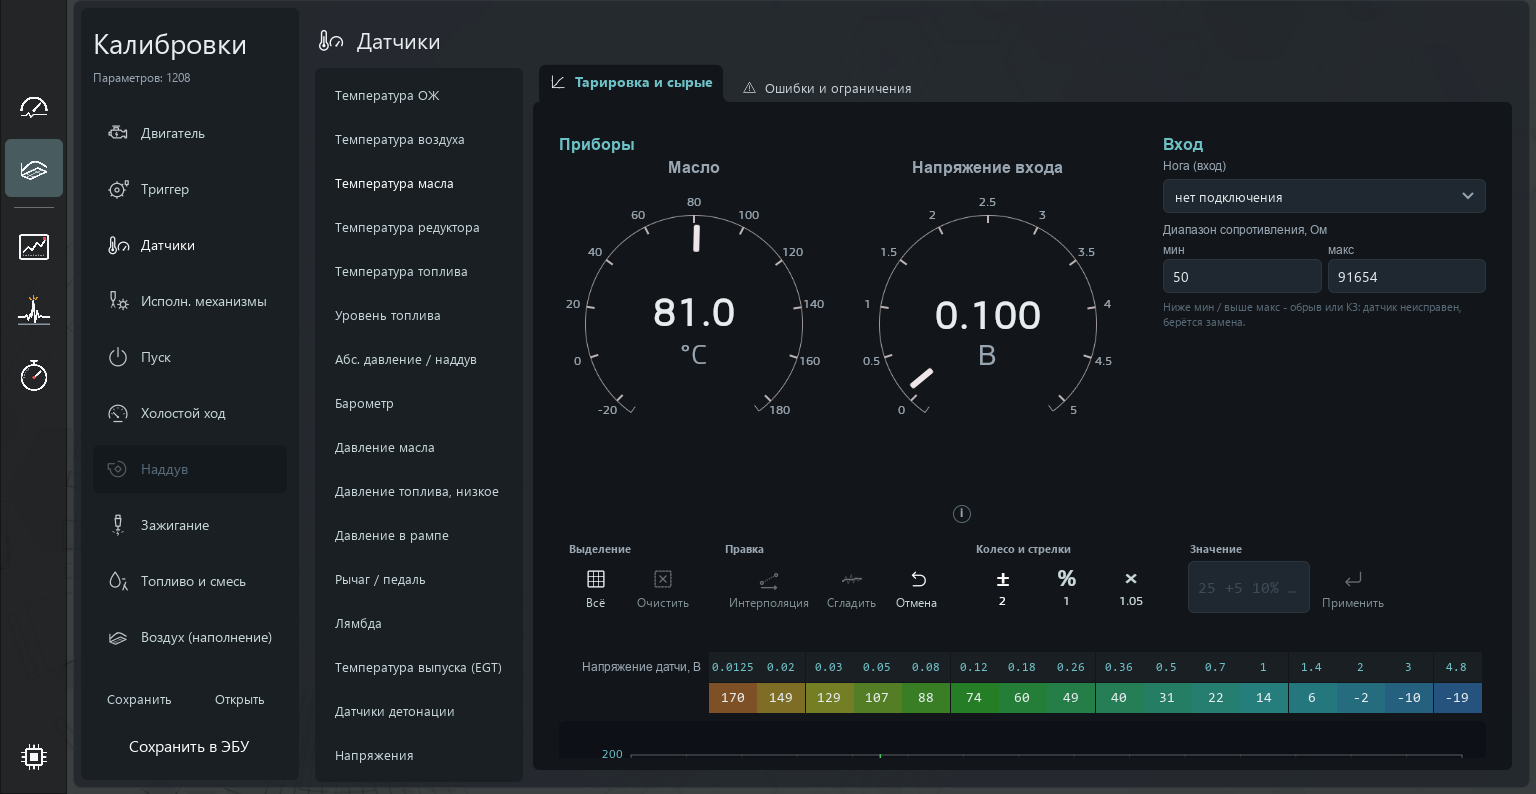 Калибровки
Параметров: 1208
Двигатель
Триггер
Датчики
Исполн. механизмы
Пуск
Холостой ход
Наддув
Зажигание
Топливо и смесь
Воздух (наполнение)
Сохранить
Открыть
Сохранить в ЭБУ
Датчики
Температура ОЖ
Температура воздуха
Температура масла
Температура редуктора
Температура топлива
Уровень топлива
Абс. давление / наддув
Барометр
Давление масла
Давление топлива, низкое
Давление в рампе
Рычаг / педаль
Лямбда
Температура выпуска (EGT)
Датчики детонации
Напряжения
Тарировка и сырые
Ошибки и ограничения
Приборы
Масло
-20
0
20
40
60
80
100
120
140
160
180
81.0
°C
Напряжение входа
0
0.5
1
1.5
2
2.5
3
3.5
4
4.5
5
0.100
В
Вход
Нога (вход)
нет подключения
Диапазон сопротивления, Ом
мин макс
50 91654
Ниже мин / выше макс - обрыв или КЗ: датчик неисправен,
берётся замена.
i
Выделение
Всё
Очистить
Правка
Интерполяция
Сгладить
Отмена
Колесо и стрелки
±
2
%
1
×
1.05
Значение
25 +5 10% …
Применить
Напряжение датчи, В 0.0125 0.02 0.03 0.05 0.08 0.12 0.18 0.26 0.36 0.5 0.7 1 1.4 2 3 4.8
170 149 129 107 88 74 60 49 40 31 22 14 6 -2 -10 -19
200